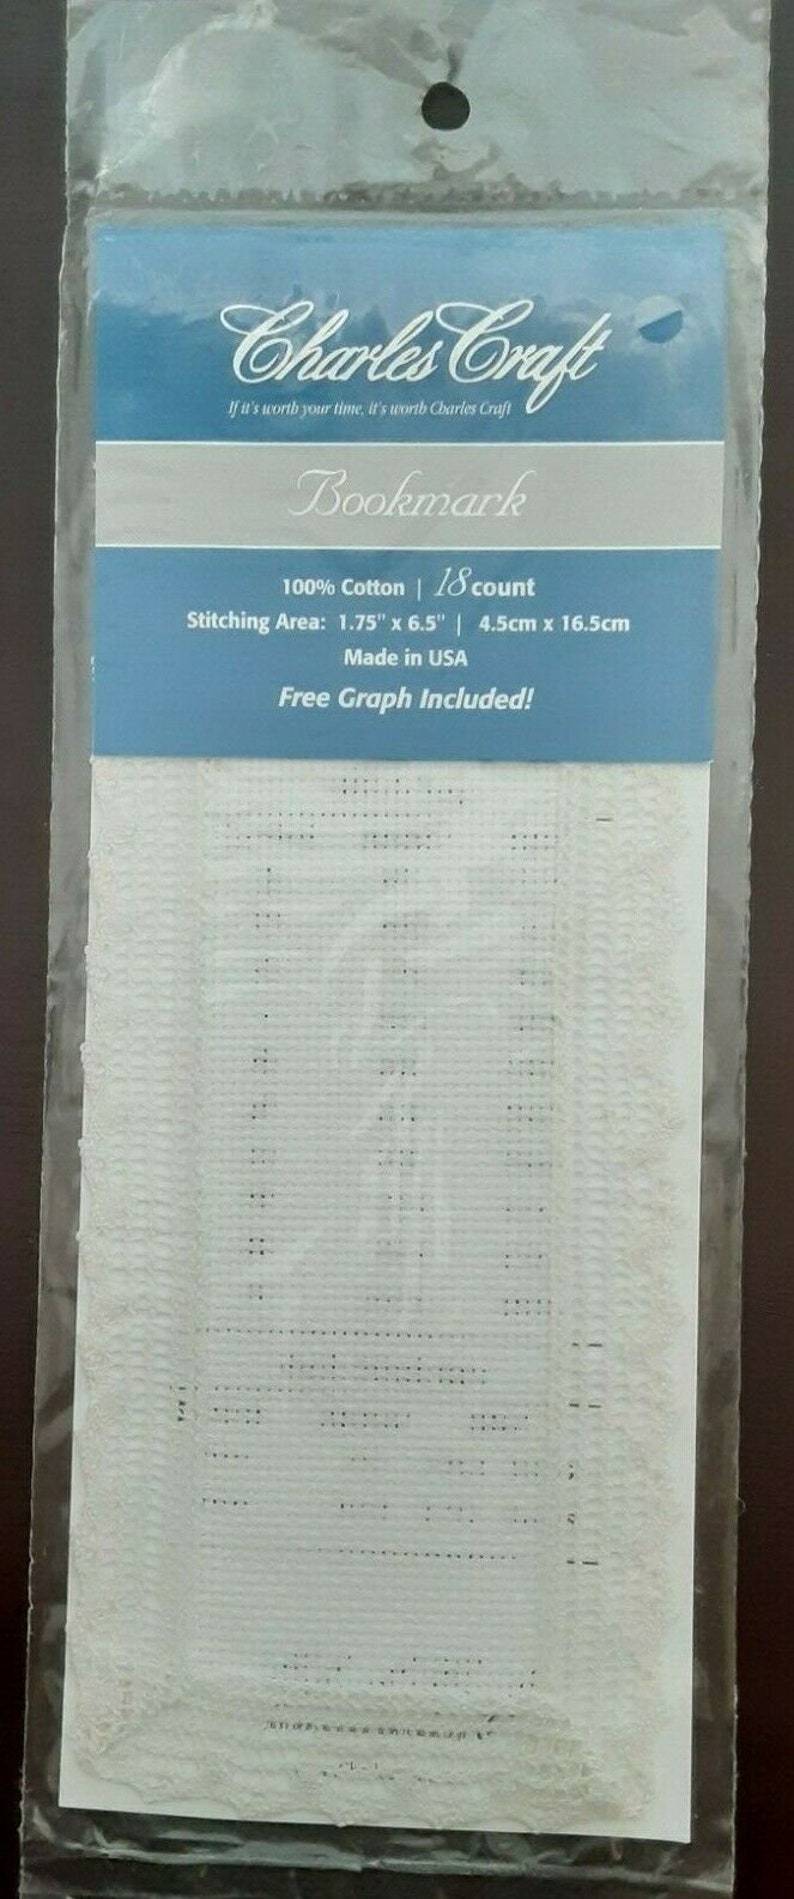 Charles Craft
If it's worth your time, it's worth Charles Craft
Bookmark
100% Cotton | 18 count
Stitching Area: 1.75" x 6.5" | 4.5cm x 16.5cm
Made in USA
Free Graph Included!